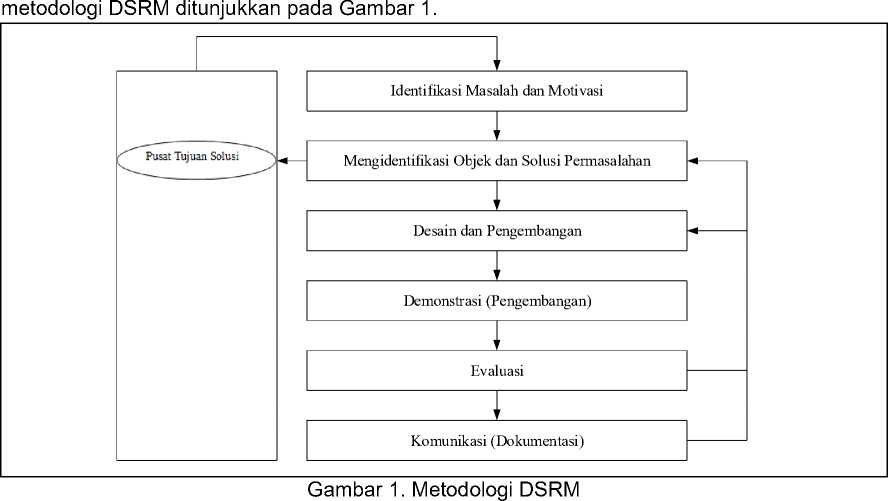 metodologi DSRM ditunjukkan pada Gambar 1.
Identifikasi Masalah dan Motivasi
Pusat Tujuan Solusi
Mengidentifikasi Objek dan Solusi Permasalahan
Desain dan Pengembangan
Demonstrasi (Pengembangan)
Evaluasi
Komunikasi (Dokumentasi)
Gambar 1. Metodologi DSRM